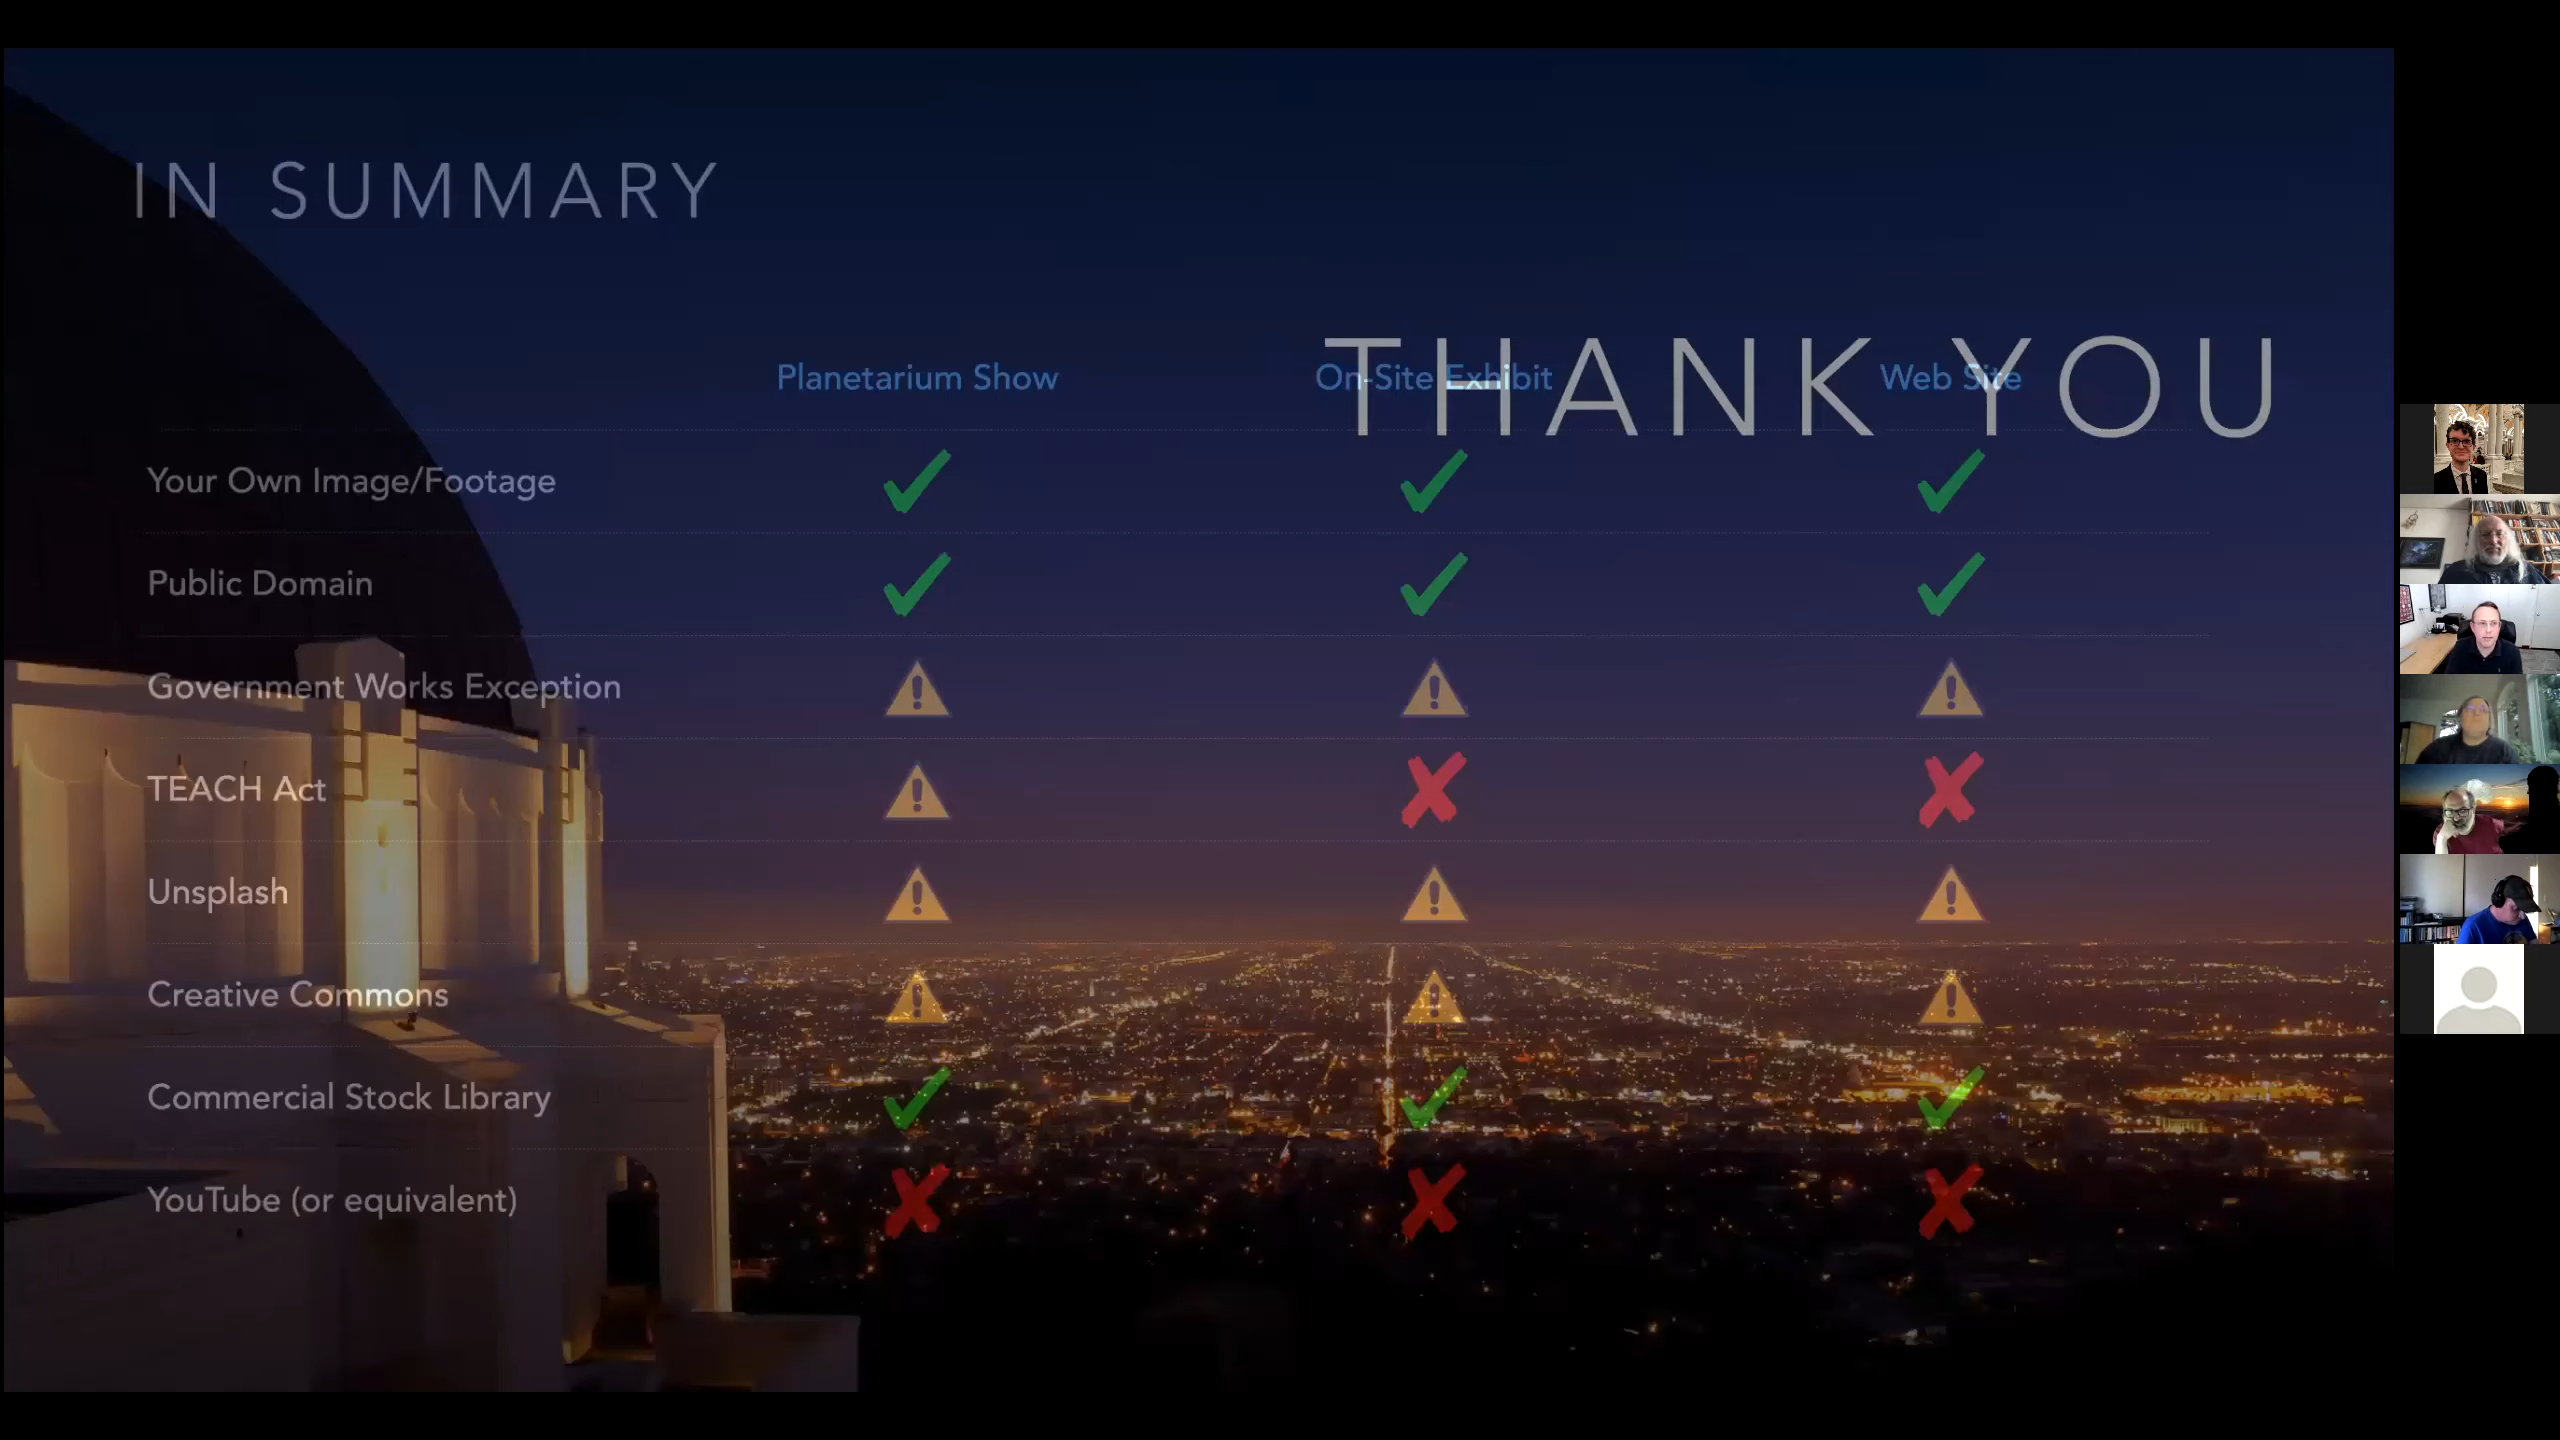 IN SUMMARY
THANK YOU
Planetarium Show On-Site Exhibit Web Site
Your Own Image/Footage
Public Domain
Government Works Exception
TEACH Act
Unsplash
Creative Commons
Commercial Stock Library
YouTube (or equivalent)